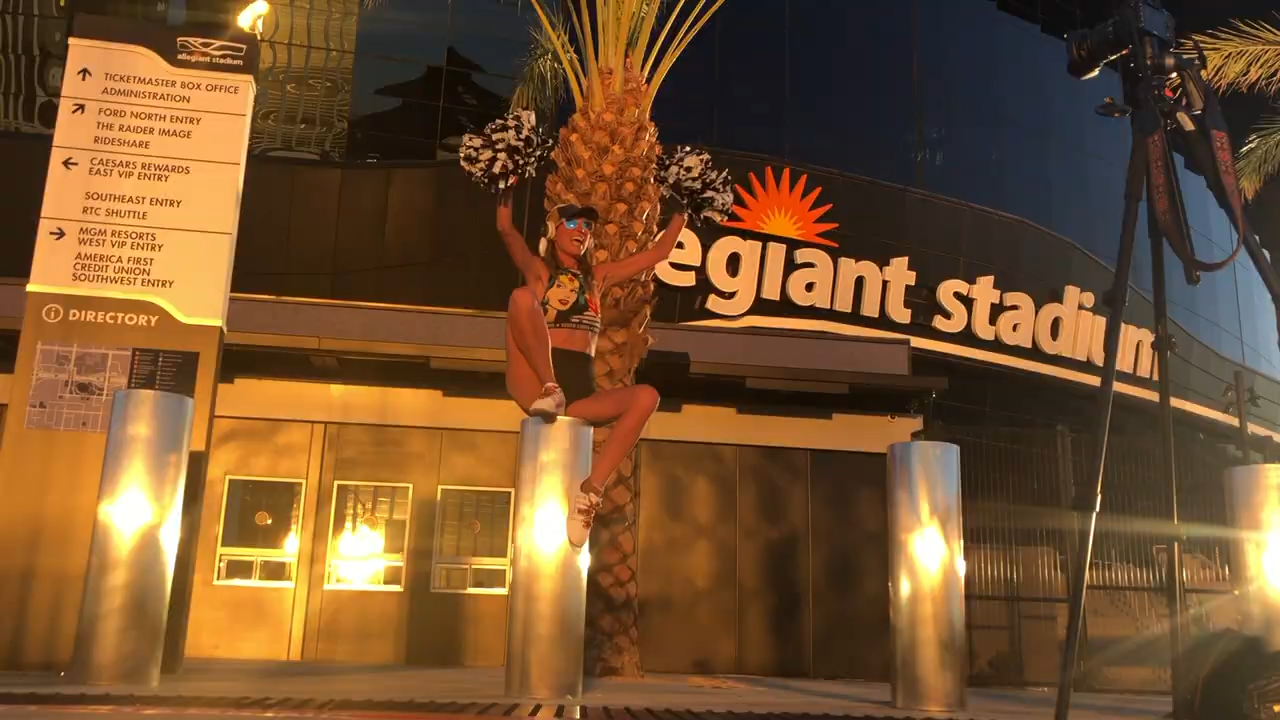 allegiant stadium
TICKETMASTER BOX OFFICE
ADMINISTRATION
FORD NORTH ENTRY
THE RAIDER IMAGE
RIDESHARE
CAESARS REWARDS
EAST VIP ENTRY
SOUTHEAST ENTRY
RTC SHUTTLE
MGM RESORTS
WEST VIP ENTRY
AMERICA FIRST
CREDIT UNION
SOUTHWEST ENTRY
i DIRECTORY
egiant stadium